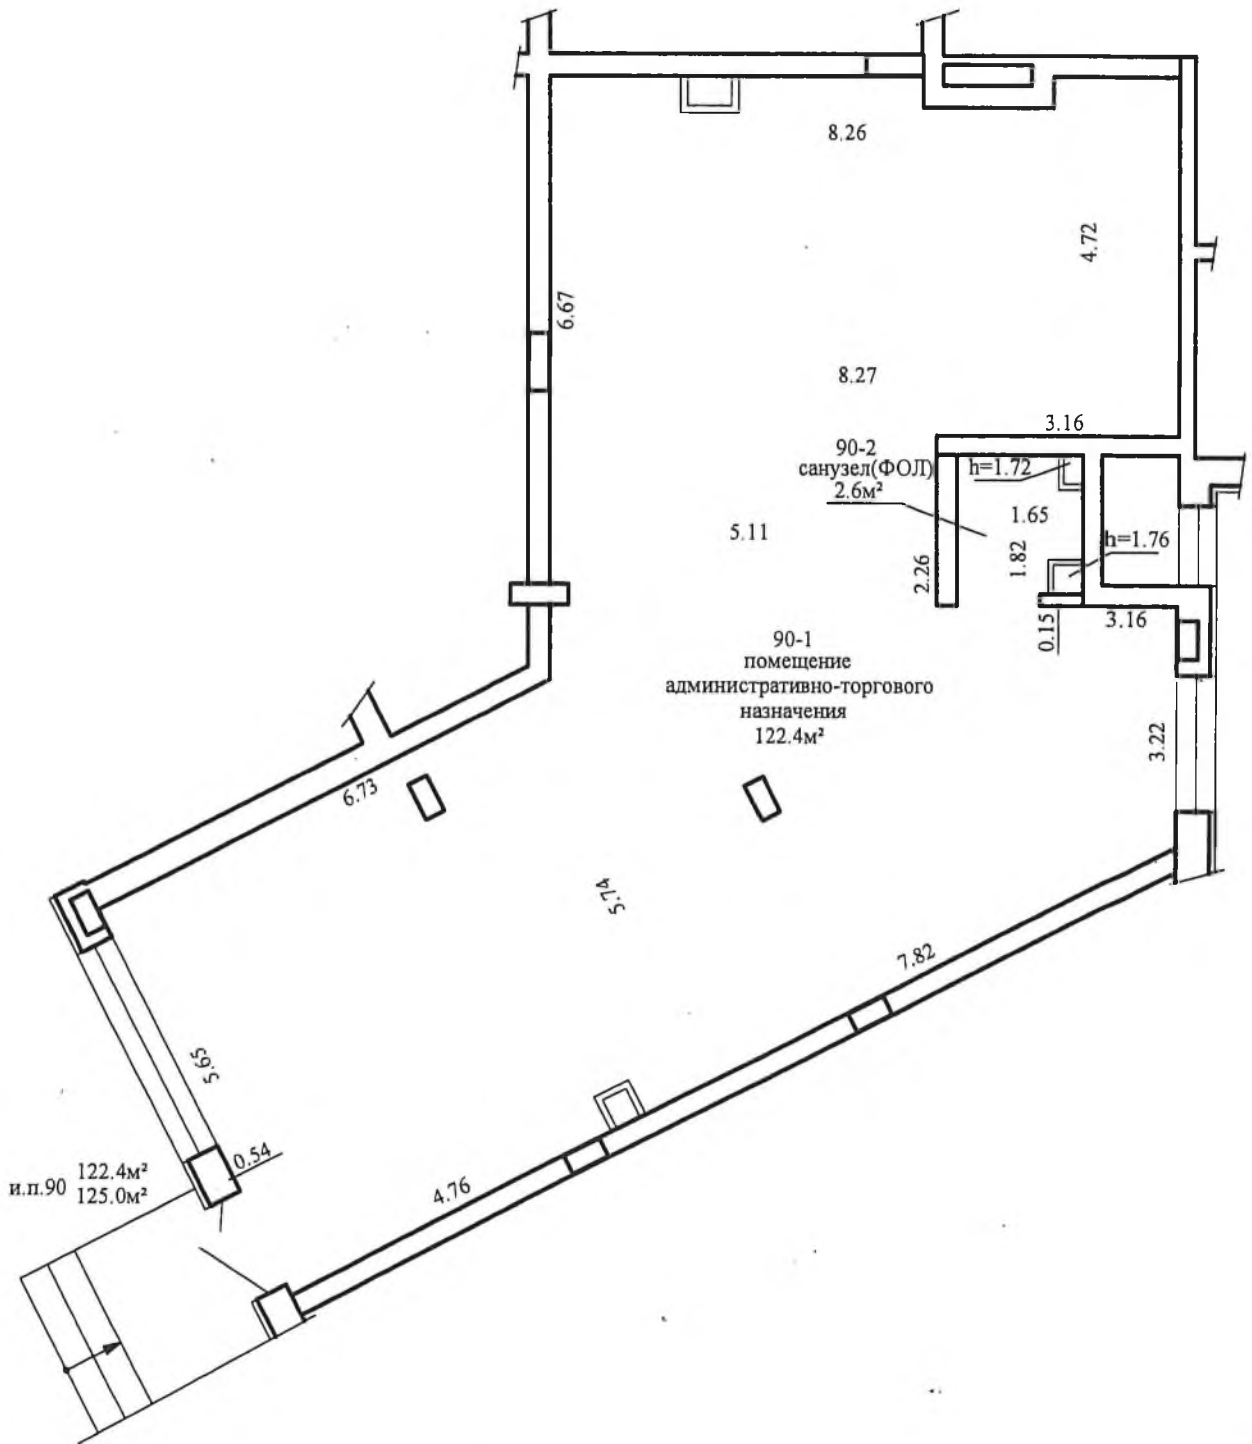 8.26
4.72
6.67
8.27
3.16
90-2
санузел(ФОЛ)
2.6м²
h=1.72
1.65
5.11
1.82
h=1.76
2.26
0.15
3.16
90-1
помещение
административно-торгового
назначения
122.4м²
3.22
6.73
5.74
7.82
5.65
0.54
и.п.90
122.4м²
125.0м²
4.76